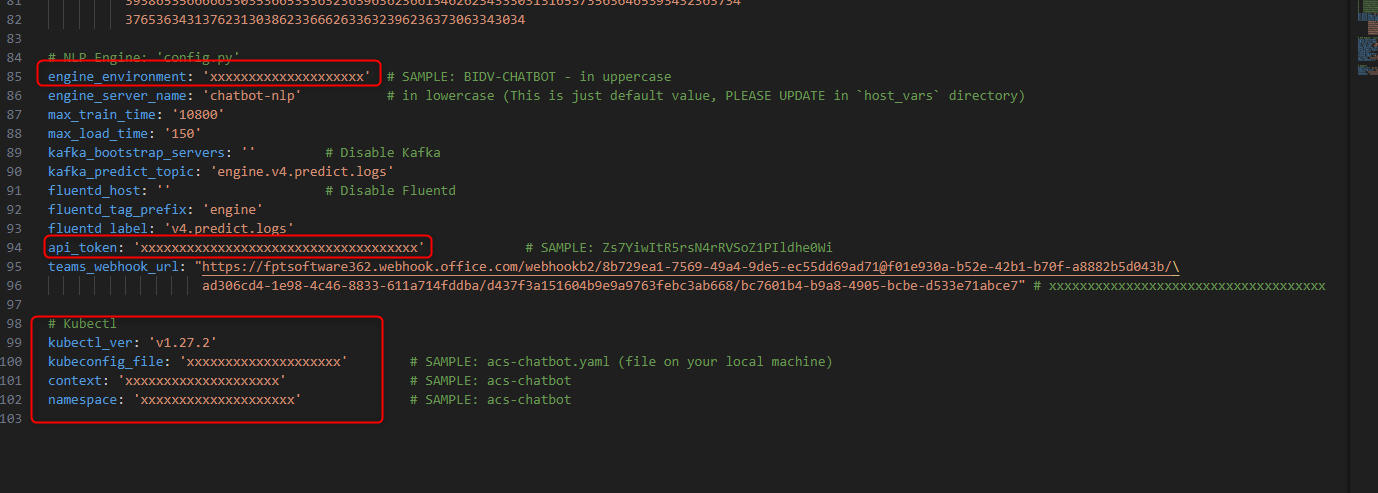 82 37653634313762313038623366626336323962363730633​43034
83
84 # NLP Engine: 'config.py'
85 engine_environment: 'xxxxxxxxxxxxxxxxxxxx' # SAMPLE: BIDV-CHATBOT - in uppercase
86 engine_server_name: 'chatbot-nlp' # in lowercase (This is just default value, PLEASE UPDATE in `host_vars` directory)
87 max_train_time: '10800'
88 max_load_time: '150'
89 kafka_bootstrap_servers: '' # Disable Kafka
90 kafka_predict_topic: 'engine.v4.predict.logs'
91 fluentd_host: '' # Disable Fluentd
92 fluentd_tag_prefix: 'engine'
93 fluentd_label: 'v4.predict.logs'
94 api_token: 'xxxxxxxxxxxxxxxxxxxxxxxxxxxxxxxxxxxx' # SAMPLE: Zs7YiwItR5rsN4rRVSoZ1PIldhe0Wi
95 teams_webhook_url: "https://fptsoftware362.webhook.office.com/webhookb2/8b729ea1-7569-49a4-9de5-ec55dd69ad71@f01e930a-b52e-42b1-b70f-a8882b5d043b/\
96 ad306cd4-1e98-4c46-8833-611a714fddba/d437f3a151604b9e9a9763febc3ab668/bc7601b4-b9a8-4905-bcbe-d533e71abce7" # xxxxxxxxxxxxxxxxxxxxxxxxxxxxxxxxxxxx
97
98 # Kubectl
99 kubectl_ver: 'v1.27.2'
100 kubeconfig_file: 'xxxxxxxxxxxxxxxxxxxx' # SAMPLE: acs-chatbot.yaml (file on your local machine)
101 context: 'xxxxxxxxxxxxxxxxxxxx' # SAMPLE: acs-chatbot
102 namespace: 'xxxxxxxxxxxxxxxxxxxx' # SAMPLE: acs-chatbot
103